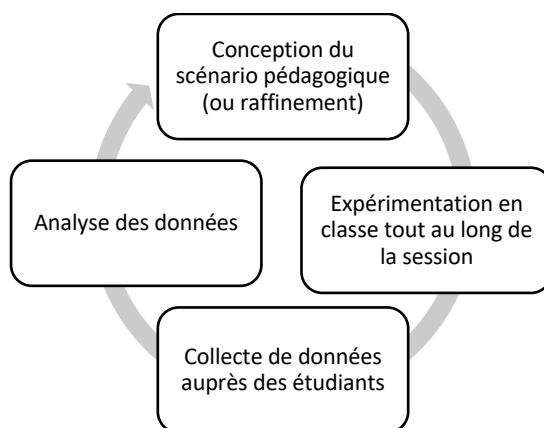 Conception du
scénario pédagogique
(ou raffinement)
Expérimentation en
classe tout au long de
la session
Collecte de données
auprès des étudiants
Analyse des données